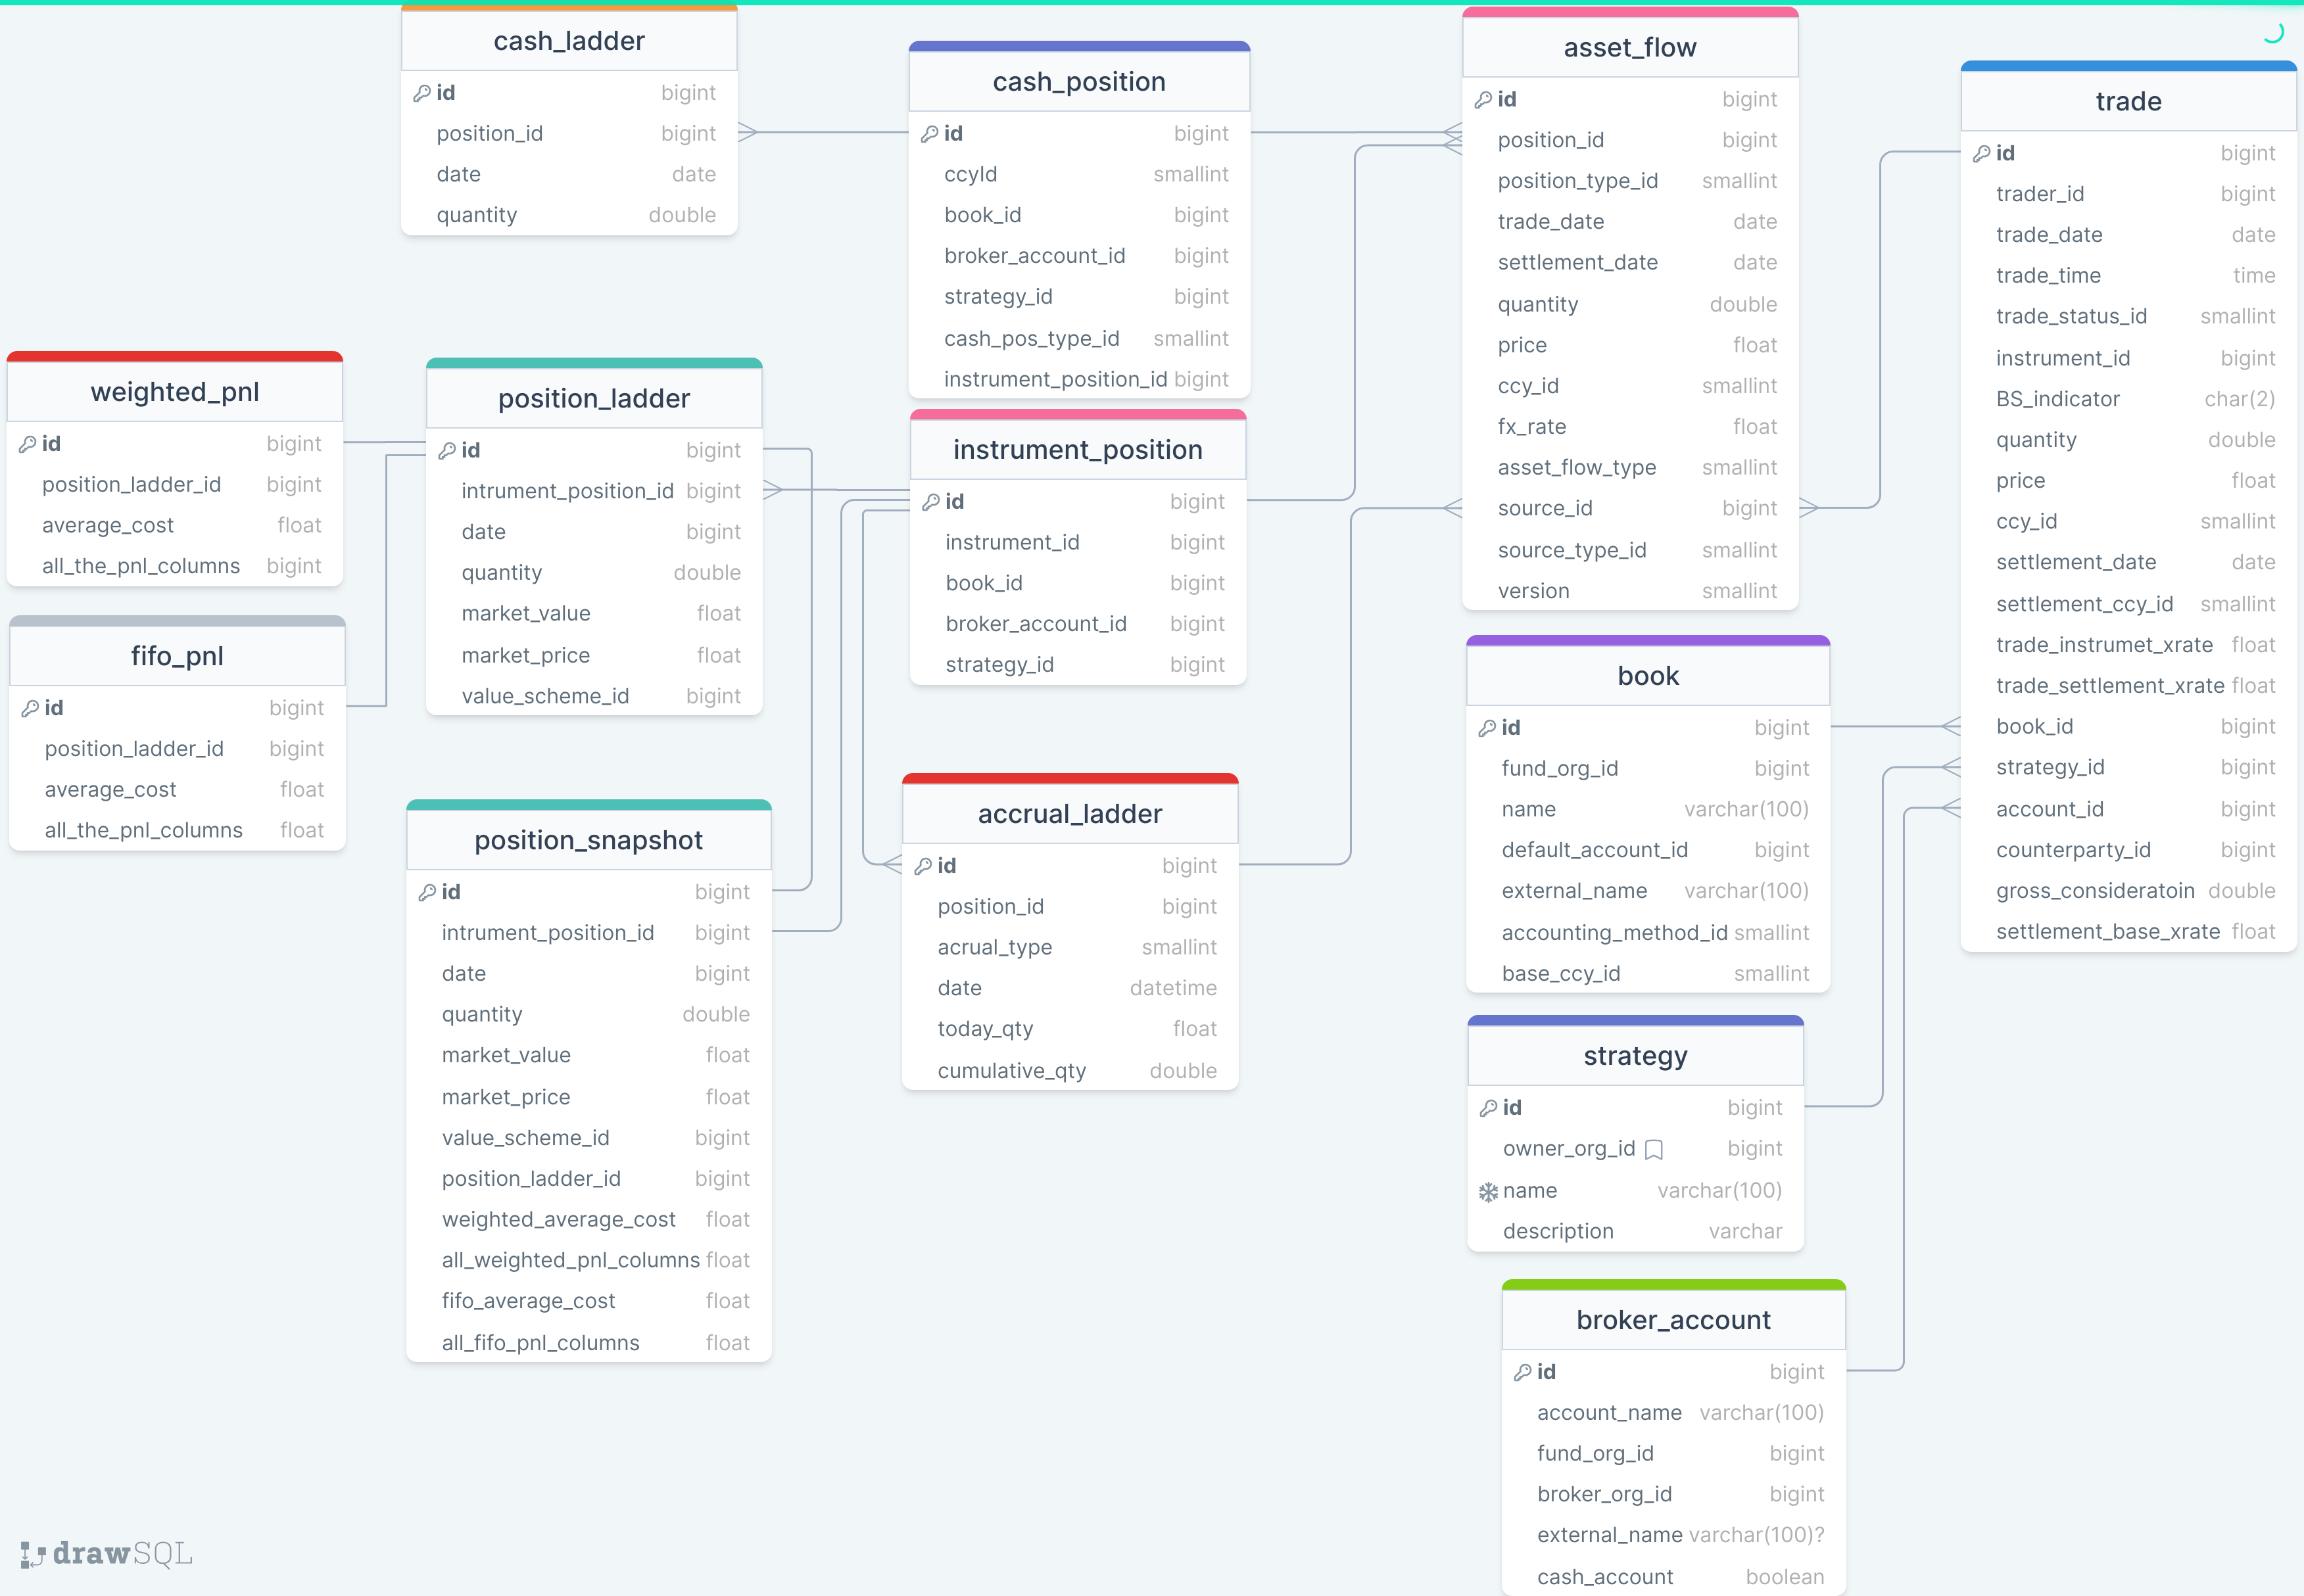 cash_ladder
id bigint
position_id bigint
date date
quantity double
cash_position
id bigint
ccyId smallint
book_id bigint
broker_account_id bigint
strategy_id bigint
cash_pos_type_id smallint
instrument_position_id bigint
asset_flow
id bigint
position_id bigint
position_type_id smallint
trade_date date
settlement_date date
quantity double
price float
ccy_id smallint
fx_rate float
asset_flow_type smallint
source_id bigint
source_type_id smallint
version smallint
trade
id bigint
trader_id bigint
trade_date date
trade_time time
trade_status_id smallint
instrument_id bigint
BS_indicator char(2)
quantity double
price float
ccy_id smallint
settlement_date date
settlement_ccy_id smallint
trade_instrumet_xrate float
trade_settlement_xrate float
book_id bigint
strategy_id bigint
account_id bigint
counterparty_id bigint
gross_consideratoin double
settlement_base_xrate float
weighted_pnl
id bigint
position_ladder_id bigint
average_cost float
all_the_pnl_columns bigint
position_ladder
id bigint
intrument_position_id bigint
date bigint
quantity double
market_value float
market_price float
value_scheme_id bigint
instrument_position
id bigint
instrument_id bigint
book_id bigint
broker_account_id bigint
strategy_id bigint
fifo_pnl
id bigint
position_ladder_id bigint
average_cost float
all_the_pnl_columns float
position_snapshot
id bigint
intrument_position_id bigint
date bigint
quantity double
market_value float
market_price float
value_scheme_id bigint
position_ladder_id bigint
weighted_average_cost float
all_weighted_pnl_columns float
fifo_average_cost float
all_fifo_pnl_columns float
accrual_ladder
id bigint
position_id bigint
acrual_type smallint
date datetime
today_qty float
cumulative_qty double
book
id bigint
fund_org_id bigint
name varchar(100)
default_account_id bigint
external_name varchar(100)
accounting_method_id smallint
base_ccy_id smallint
strategy
id bigint
owner_org_id bigint
name varchar(100)
description varchar
broker_account
id bigint
account_name varchar(100)
fund_org_id bigint
broker_org_id bigint
external_name varchar(100)?
cash_account boolean
drawSQL